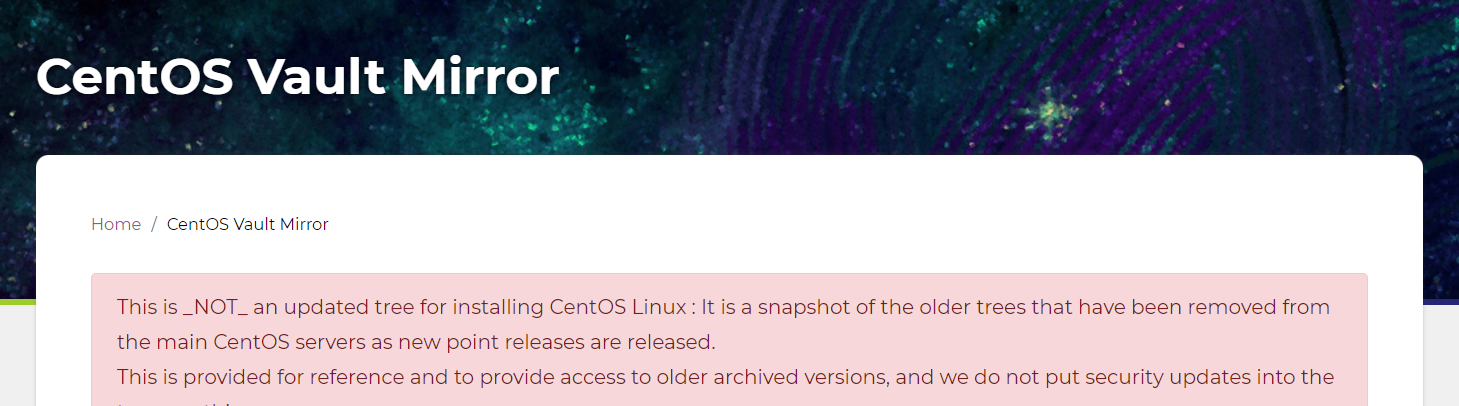 CentOS Vault Mirror
Home / CentOS Vault Mirror
This is _NOT_ an updated tree for installing CentOS Linux : It is a snapshot of the older trees that have been removed from
the main CentOS servers as new point releases are released.
This is provided for reference and to provide access to older archived versions, and we do not put security updates into the